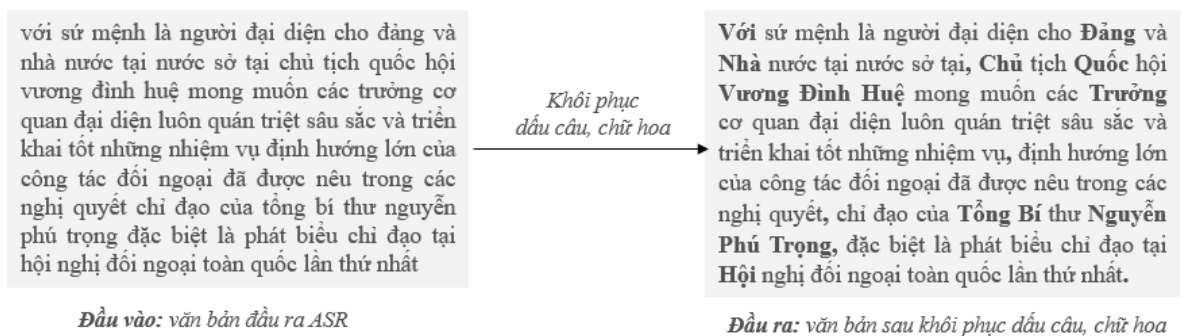 với sứ mệnh là người đại diện cho đảng và
nhà nước tại nước sở tại chủ tịch quốc hội
vương đình huệ mong muốn các trưởng cơ
quan đại diện luôn quán triệt sâu sắc và triển
khai tốt những nhiệm vụ định hướng lớn của
công tác đối ngoại đã được nêu trong các
nghị quyết chỉ đạo của tổng bí thư nguyễn
phú trọng đặc biệt là phát biểu chỉ đạo tại
hội nghị đối ngoại toàn quốc lần thứ nhất
Đầu vào: văn bản đầu ra ASR
Khôi phục
dấu câu, chữ hoa
Với sứ mệnh là người đại diện cho Đảng và
Nhà nước tại nước sở tại, Chủ tịch Quốc hội
Vương Đình Huệ mong muốn các Trưởng
cơ quan đại diện luôn quán triệt sâu sắc và
triển khai tốt những nhiệm vụ, định hướng lớn
của công tác đối ngoại đã được nêu trong các
nghị quyết, chỉ đạo của Tổng Bí thư Nguyễn
Phú Trọng, đặc biệt là phát biểu chỉ đạo tại
Hội nghị đối ngoại toàn quốc lần thứ nhất.
Đầu ra: văn bản sau khôi phục dấu câu, chữ hoa